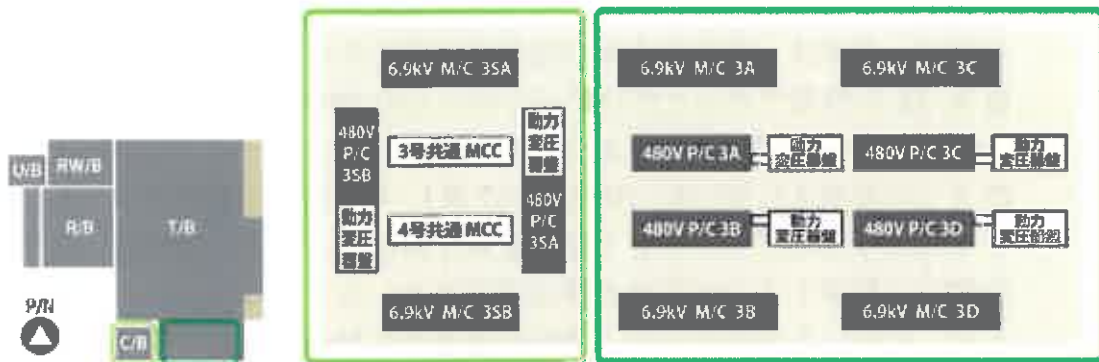 6.9kV M/C 3SA
6.9kV M/C 3A
6.9kV M/C 3C
480V
P/C
3SB
3号共通 MCC
動力
変圧
器盤
480V P/C 3A
動力
変圧器盤
480V P/C 3C
動力
変圧器盤
U/B
RW/B
R/B
T/B
動力
変圧
器盤
4号共通 MCC
480V
P/C
3SA
480V P/C 3B
動力
変圧器盤
480V P/C 3D
動力
変圧器盤
P/N
C/B
6.9kV M/C 3SB
6.9kV M/C 3B
6.9kV M/C 3D